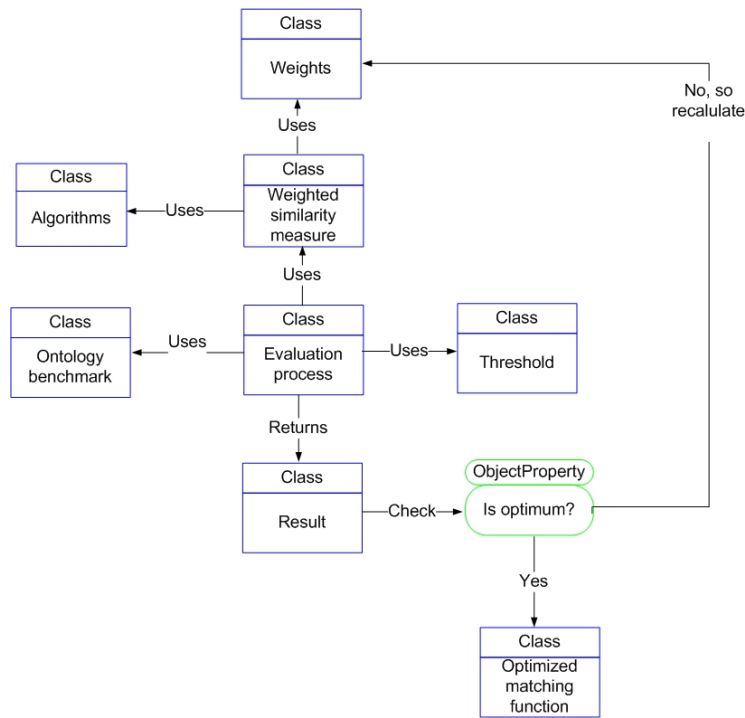 Class
Weights
No, so
recalulate
Uses
Class
Weighted
similarity
measure
Class
Algorithms
Uses
Uses
Class
Ontology
benchmark
Uses
Class
Evaluation
process
Uses
Class
Threshold
Returns
Class
Result
Check
ObjectProperty
Is optimum?
Yes
Class
Optimized
matching
function